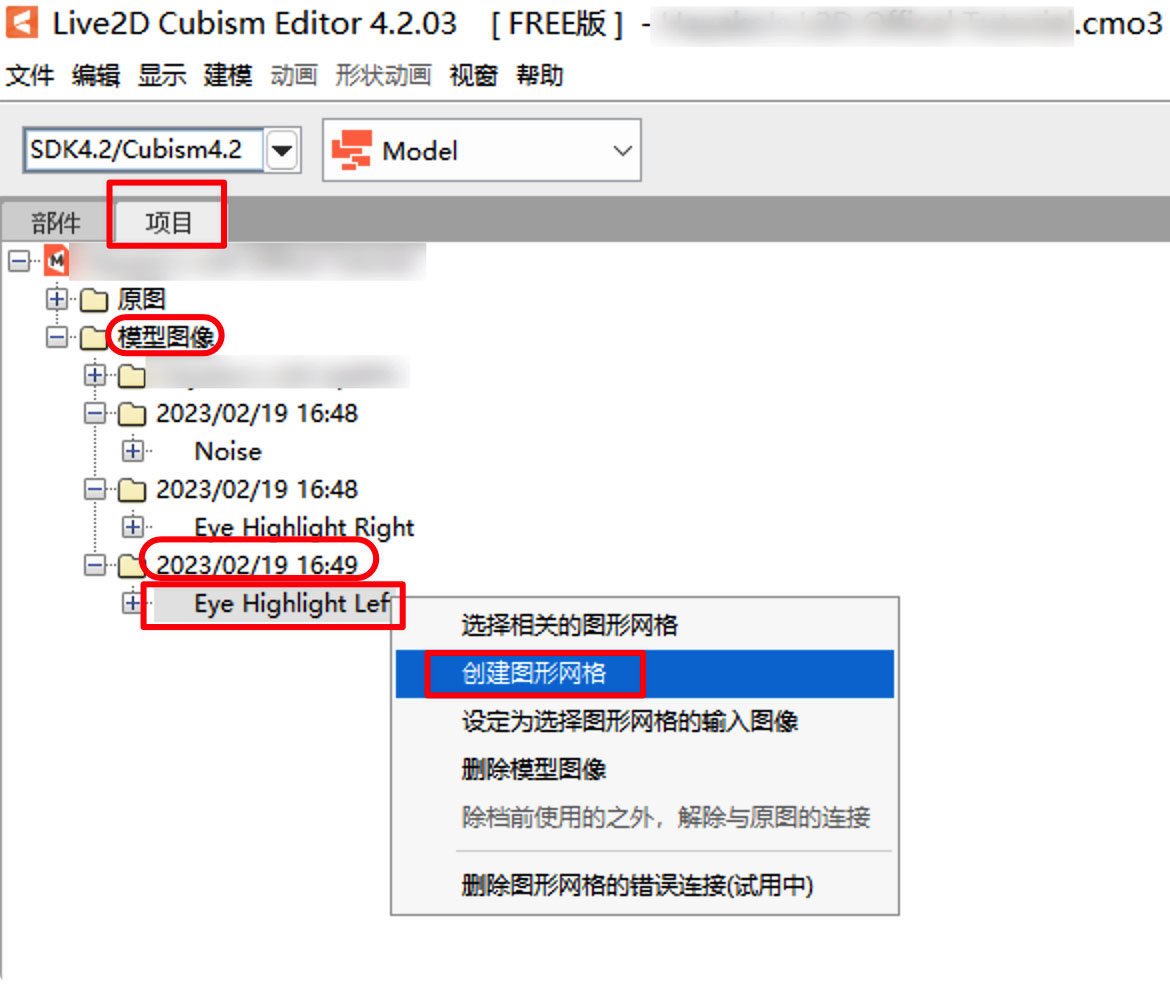 Live2D Cubism Editor 4.2.03 [ FREE版 ] - .cmo3
文件 编辑 显示 建模 动画 形状动画 视窗 帮助
SDK4.2/Cubism4.2 Model
部件 项目
M
原图
模型图像
2023/02/19 16:48
Noise
2023/02/19 16:48
Eye Highlight Right
2023/02/19 16:49
Eye Highlight Lef
选择相关的图形网格
创建图形网格
设定为选择图形网格的输入图像
删除模型图像
除档前使用的之外，解除与原图的连接
删除图形网格的错误连接(试用中)